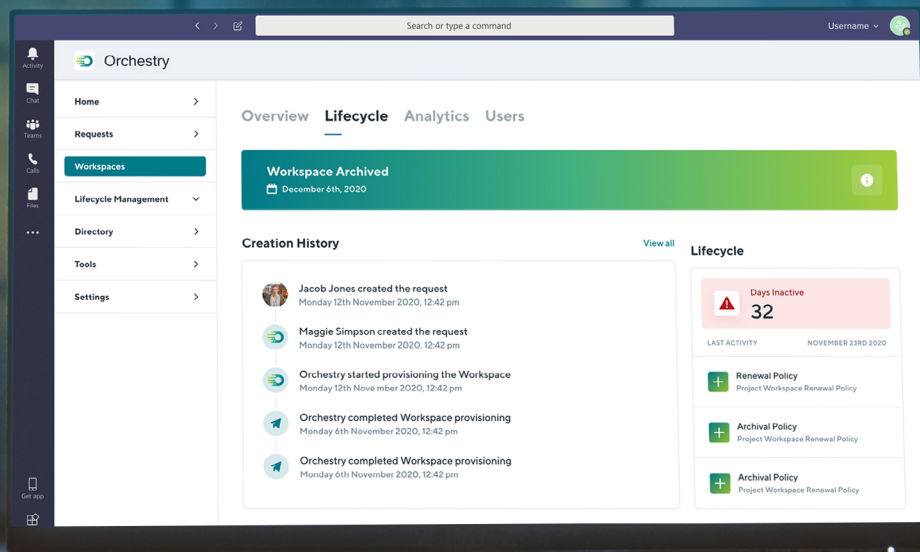 Search or type a command
Username
Activity
Chat
Teams
Calls
Files
Get app
Orchestry
Home
Requests
Workspaces
Lifecycle Management
Directory
Tools
Settings
Overview Lifecycle Analytics Users
Workspace Archived
December 6th, 2020
Creation History
View all
Jacob Jones created the request
Monday 12th November 2020, 12:42 pm
Maggie Simpson created the request
Monday 12th November 2020, 12:42 pm
Orchestry started provisioning the Workspace
Monday 12th Nove mber 2020, 12:42 pm
Orchestry completed Workspace provisioning
Monday 6th November 2020, 12:42 pm
Orchestry completed Workspace provisioning
Monday 6th November 2020, 12:42 pm
Lifecycle
Days Inactive
32
LAST ACTIVITY NOVEMBER 23RD 2020
Renewal Policy
Project Workspace Renewal Policy
Archival Policy
Project Workspace Renewal Policy
Archival Policy
Project Workspace Renewal Policy